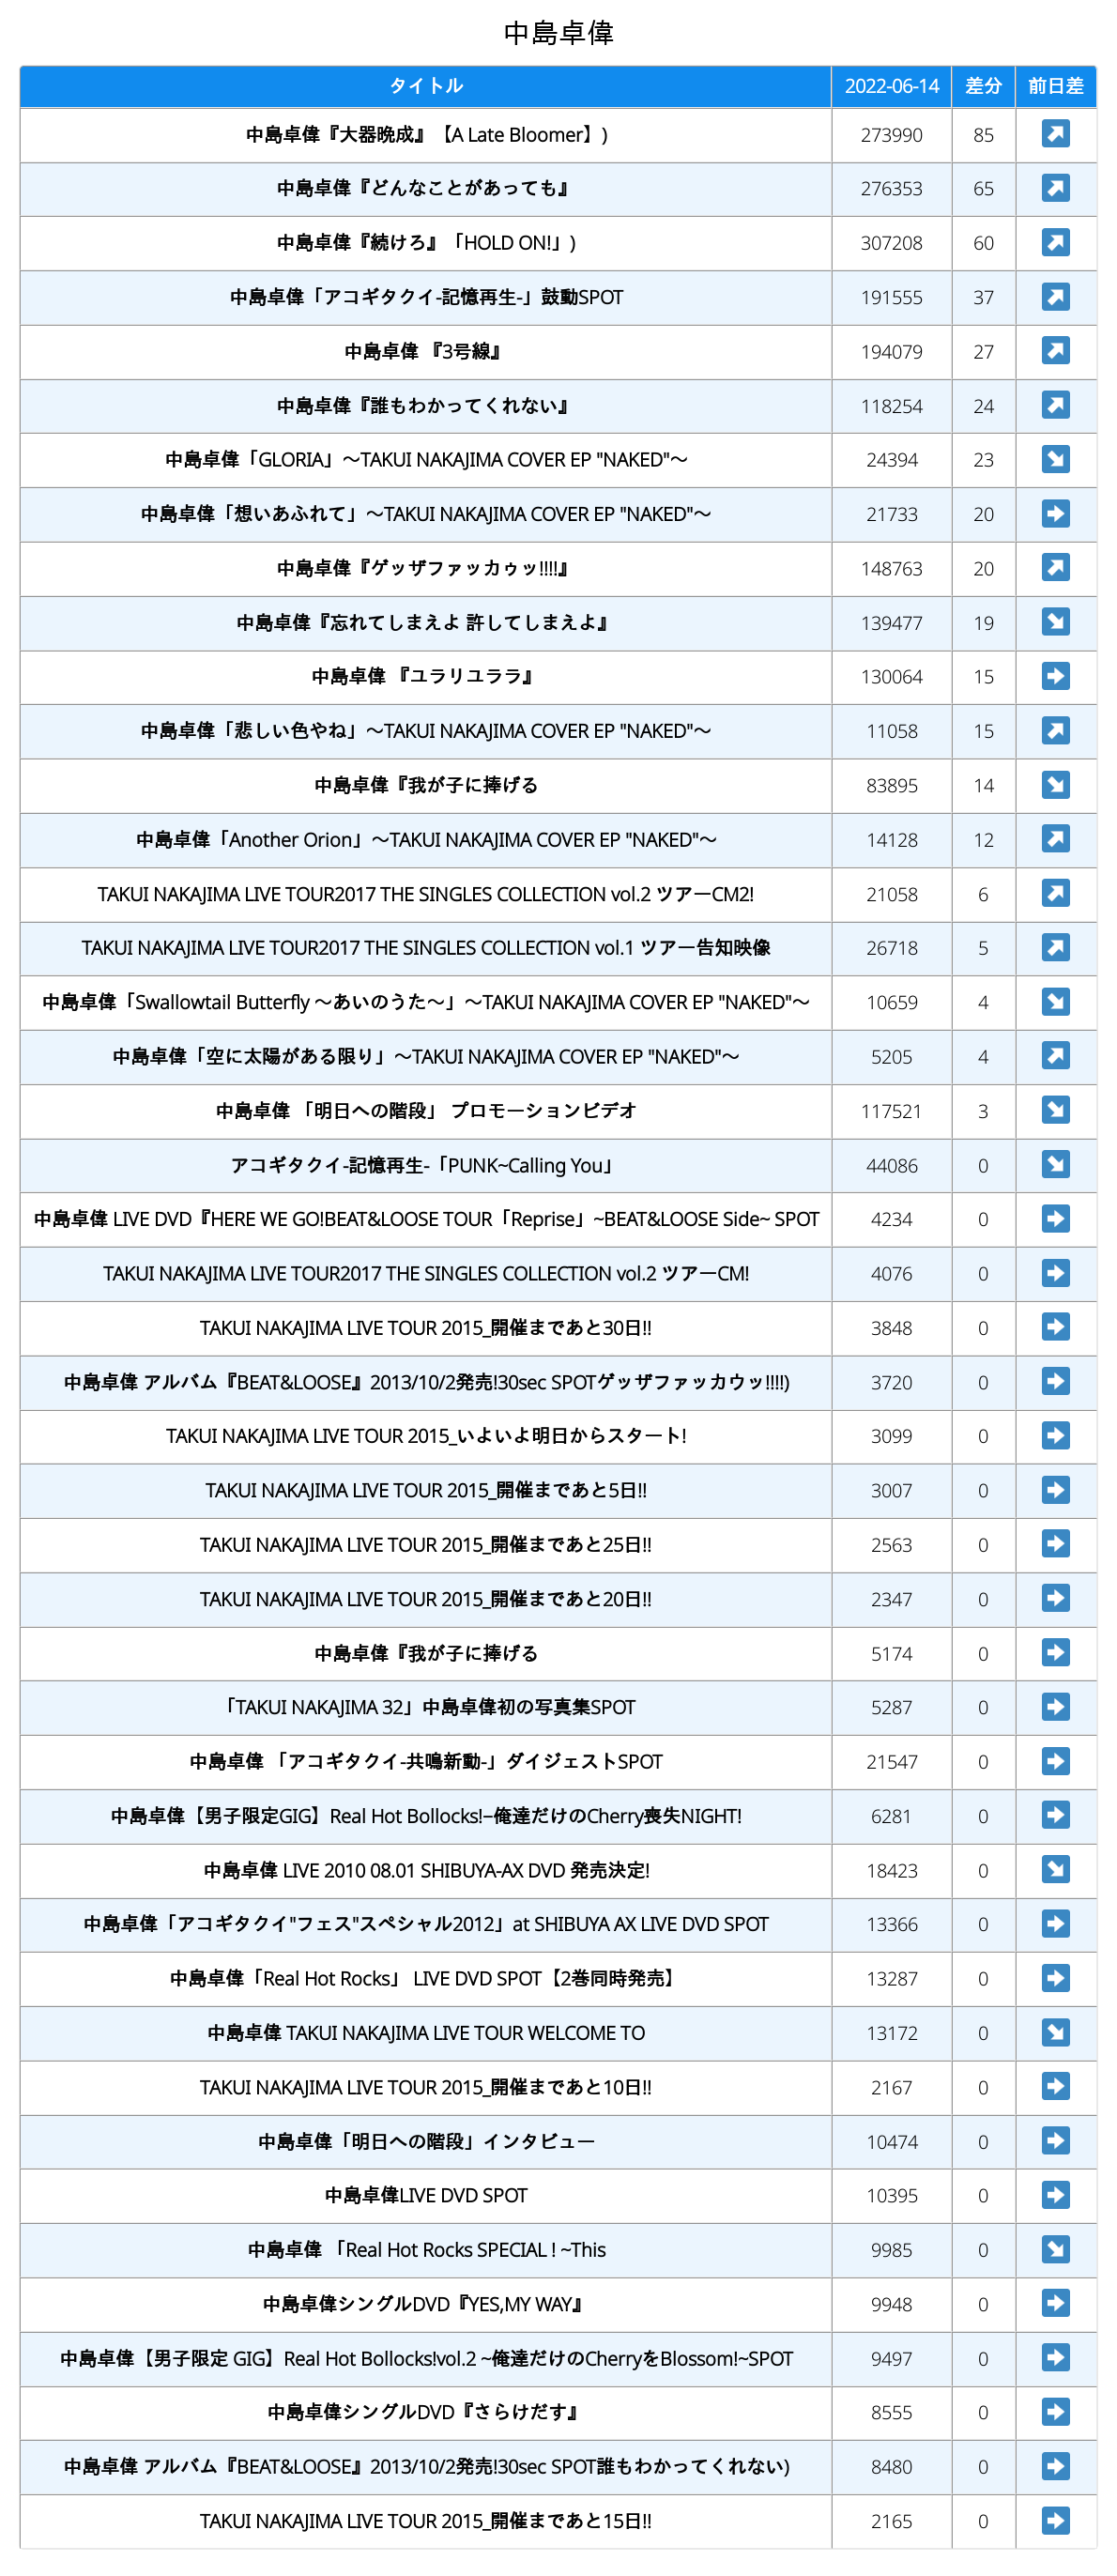 中島卓偉
タイトル 2022-06-14 差分 前日差
中島卓偉『大器晩成』【A Late Bloomer】) 273990 85 ↗
中島卓偉『どんなことがあっても』 276353 65 ↗
中島卓偉『続けろ』「HOLD ON!」) 307208 60 ↗
中島卓偉「アコギタクイ-記憶再生-」鼓動SPOT 191555 37 ↗
中島卓偉 『3号線』 194079 27 ↗
中島卓偉『誰もわかってくれない』 118254 24 ↗
中島卓偉「GLORIA」〜TAKUI NAKAJIMA COVER EP "NAKED"〜 24394 23 ↘
中島卓偉「想いあふれて」〜TAKUI NAKAJIMA COVER EP "NAKED"〜 21733 20 ➡
中島卓偉『ゲッザファッカゥッ!!!!』 148763 20 ↗
中島卓偉『忘れてしまえよ 許してしまえよ』 139477 19 ↘
中島卓偉 『ユラリユララ』 130064 15 ➡
中島卓偉「悲しい色やね」〜TAKUI NAKAJIMA COVER EP "NAKED"〜 11058 15 ↗
中島卓偉『我が子に捧げる 83895 14 ↘
中島卓偉「Another Orion」〜TAKUI NAKAJIMA COVER EP "NAKED"〜 14128 12 ↗
TAKUI NAKAJIMA LIVE TOUR2017 THE SINGLES COLLECTION vol.2 ツアーCM2! 21058 6 ↗
TAKUI NAKAJIMA LIVE TOUR2017 THE SINGLES COLLECTION vol.1 ツアー告知映像 26718 5 ↗
中島卓偉「Swallowtail Butterfly 〜あいのうた〜」〜TAKUI NAKAJIMA COVER EP "NAKED"〜 10659 4 ↘
中島卓偉「空に太陽がある限り」〜TAKUI NAKAJIMA COVER EP "NAKED"〜 5205 4 ↗
中島卓偉 「明日への階段」 プロモーションビデオ 117521 3 ↘
アコギタクイ-記憶再生-「PUNK~Calling You」 44086 0 ↘
中島卓偉 LIVE DVD『HERE WE GO!BEAT&LOOSE TOUR「Reprise」~BEAT&LOOSE Side~ SPOT 4234 0 ➡
TAKUI NAKAJIMA LIVE TOUR2017 THE SINGLES COLLECTION vol.2 ツアーCM! 4076 0 ➡
TAKUI NAKAJIMA LIVE TOUR 2015_開催まであと30日!! 3848 0 ➡
中島卓偉 アルバム『BEAT&LOOSE』2013/10/2発売!30sec SPOTゲッザファッカウッ!!!!) 3720 0 ➡
TAKUI NAKAJIMA LIVE TOUR 2015_いよいよ明日からスタート! 3099 0 ➡
TAKUI NAKAJIMA LIVE TOUR 2015_開催まであと5日!! 3007 0 ➡
TAKUI NAKAJIMA LIVE TOUR 2015_開催まであと25日!! 2563 0 ➡
TAKUI NAKAJIMA LIVE TOUR 2015_開催まであと20日!! 2347 0 ➡
中島卓偉『我が子に捧げる 5174 0 ➡
「TAKUI NAKAJIMA 32」中島卓偉初の写真集SPOT 5287 0 ➡
中島卓偉 「アコギタクイ-共鳴新動-」ダイジェストSPOT 21547 0 ➡
中島卓偉【男子限定GIG】Real Hot Bollocks!−俺達だけのCherry喪失NIGHT! 6281 0 ➡
中島卓偉 LIVE 2010 08.01 SHIBUYA-AX DVD 発売決定! 18423 0 ↘
中島卓偉「アコギタクイ"フェス"スペシャル2012」at SHIBUYA AX LIVE DVD SPOT 13366 0 ➡
中島卓偉「Real Hot Rocks」 LIVE DVD SPOT【2巻同時発売】 13287 0 ➡
中島卓偉 TAKUI NAKAJIMA LIVE TOUR WELCOME TO 13172 0 ↘
TAKUI NAKAJIMA LIVE TOUR 2015_開催まであと10日!! 2167 0 ➡
中島卓偉「明日への階段」インタビュー 10474 0 ➡
中島卓偉LIVE DVD SPOT 10395 0 ➡
中島卓偉 「Real Hot Rocks SPECIAL ! ~This 9985 0 ↘
中島卓偉シングルDVD『YES,MY WAY』 9948 0 ➡
中島卓偉【男子限定 GIG】Real Hot Bollocks!vol.2 ~俺達だけのCherryをBlossom!~SPOT 9497 0 ➡
中島卓偉シングルDVD『さらけだす』 8555 0 ➡
中島卓偉 アルバム『BEAT&LOOSE』2013/10/2発売!30sec SPOT誰もわかってくれない) 8480 0 ➡
TAKUI NAKAJIMA LIVE TOUR 2015_開催まであと15日!! 2165 0 ➡